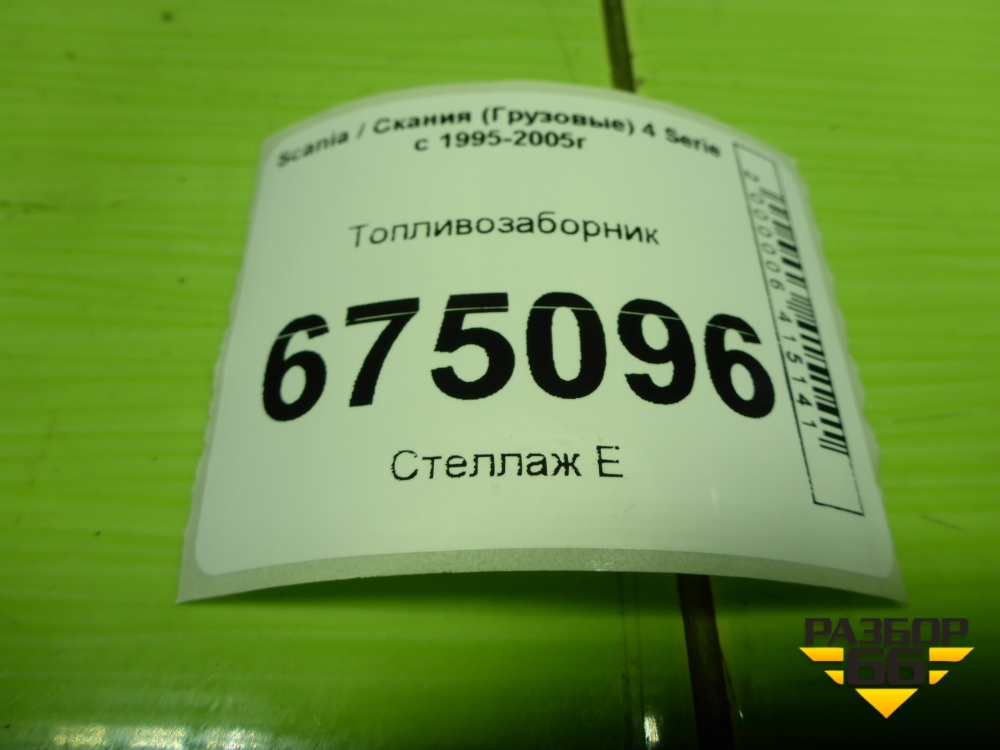 Scania / Скания (Грузовые) 4 Serie
с 1995-2005г
Топливозаборник
675096
Стеллаж Е
2000006415141
РАЗБОР
66